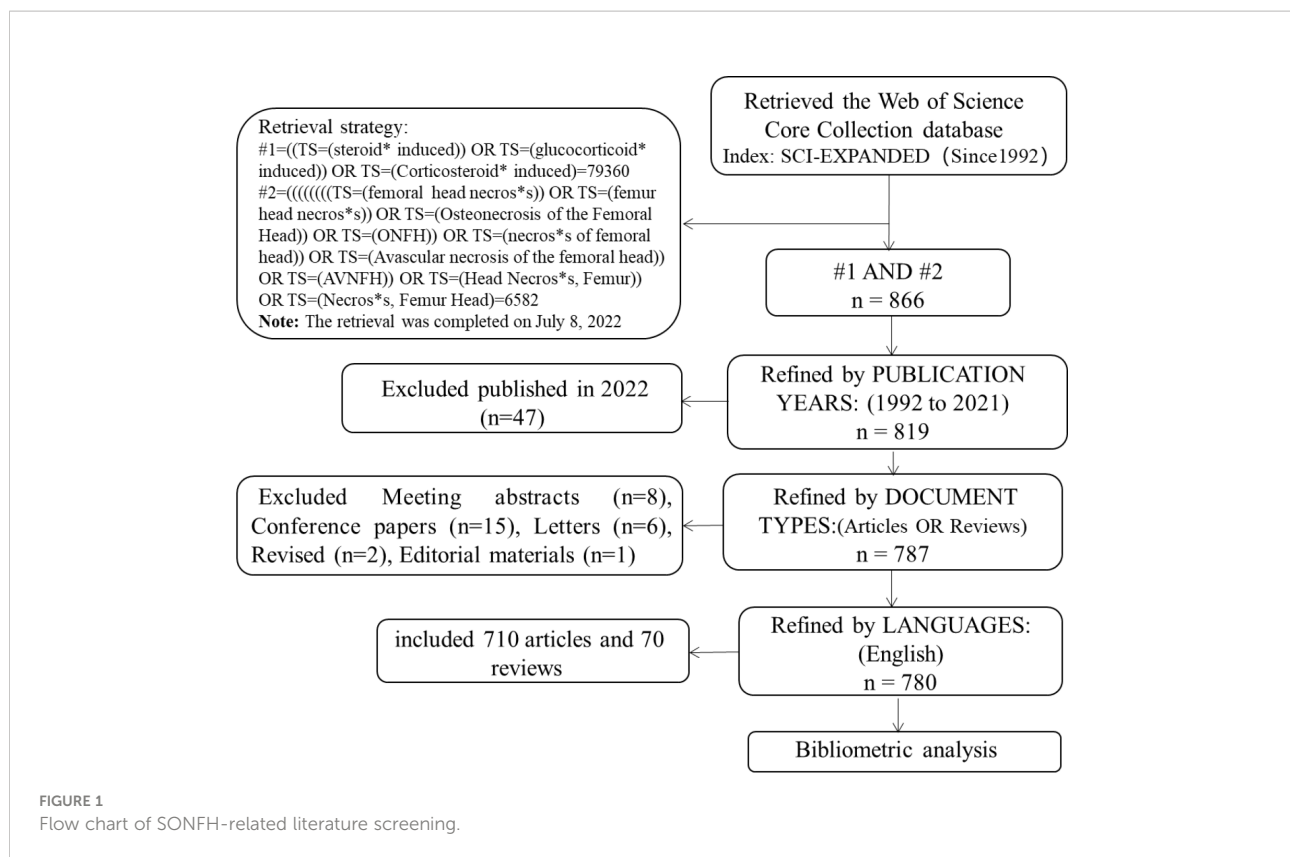 Retrieved the Web of Science
Core Collection database
Index: SCI-EXPANDED (Since1992)
Retrieval strategy:
#1=((TS=(steroid* induced)) OR TS=(glucocorticoid*
induced)) OR TS=(Corticosteroid* induced)=79360
#2=((((((((TS=(femoral head necros*s)) OR TS=(femur
head necros*s)) OR TS=(Osteonecrosis of the Femoral
Head)) OR TS=(ONFH)) OR TS=(necros*s of femoral
head)) OR TS=(Avascular necrosis of the femoral head))
OR TS=(AVNFH)) OR TS=(Head Necros*s, Femur))
OR TS=(Necros*s, Femur Head)=6582
Note: The retrieval was completed on July 8, 2022
#1 AND #2
n = 866
Refined by PUBLICATION
YEARS: (1992 to 2021)
n = 819
Excluded published in 2022
(n=47)
Refined by DOCUMENT
TYPES:(Articles OR Reviews)
n = 787
Excluded Meeting abstracts (n=8),
Conference papers (n=15), Letters (n=6),
Revised (n=2), Editorial materials (n=1)
Refined by LANGUAGES:
(English)
n = 780
included 710 articles and 70
reviews
Bibliometric analysis
FIGURE 1
Flow chart of SONFH-related literature screening.